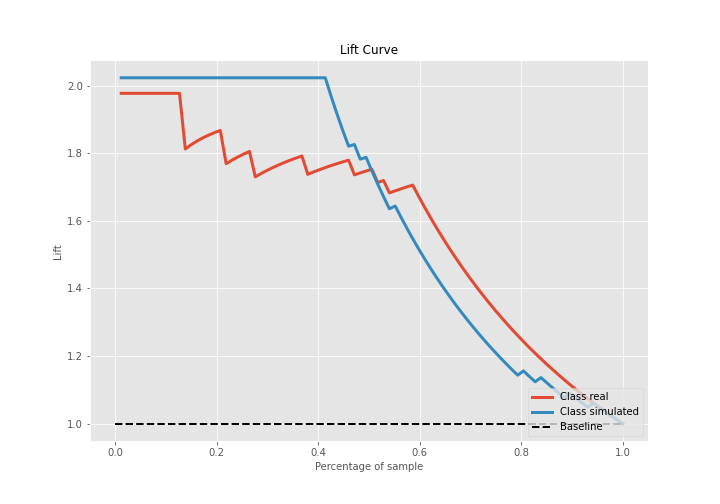 Lift Curve
2.0
1.8
1.6
1.4
1.2
1.0
Lift
0.0 0.2 0.4 0.6 0.8 1.0
Percentage of sample
Class real
Class simulated
Baseline